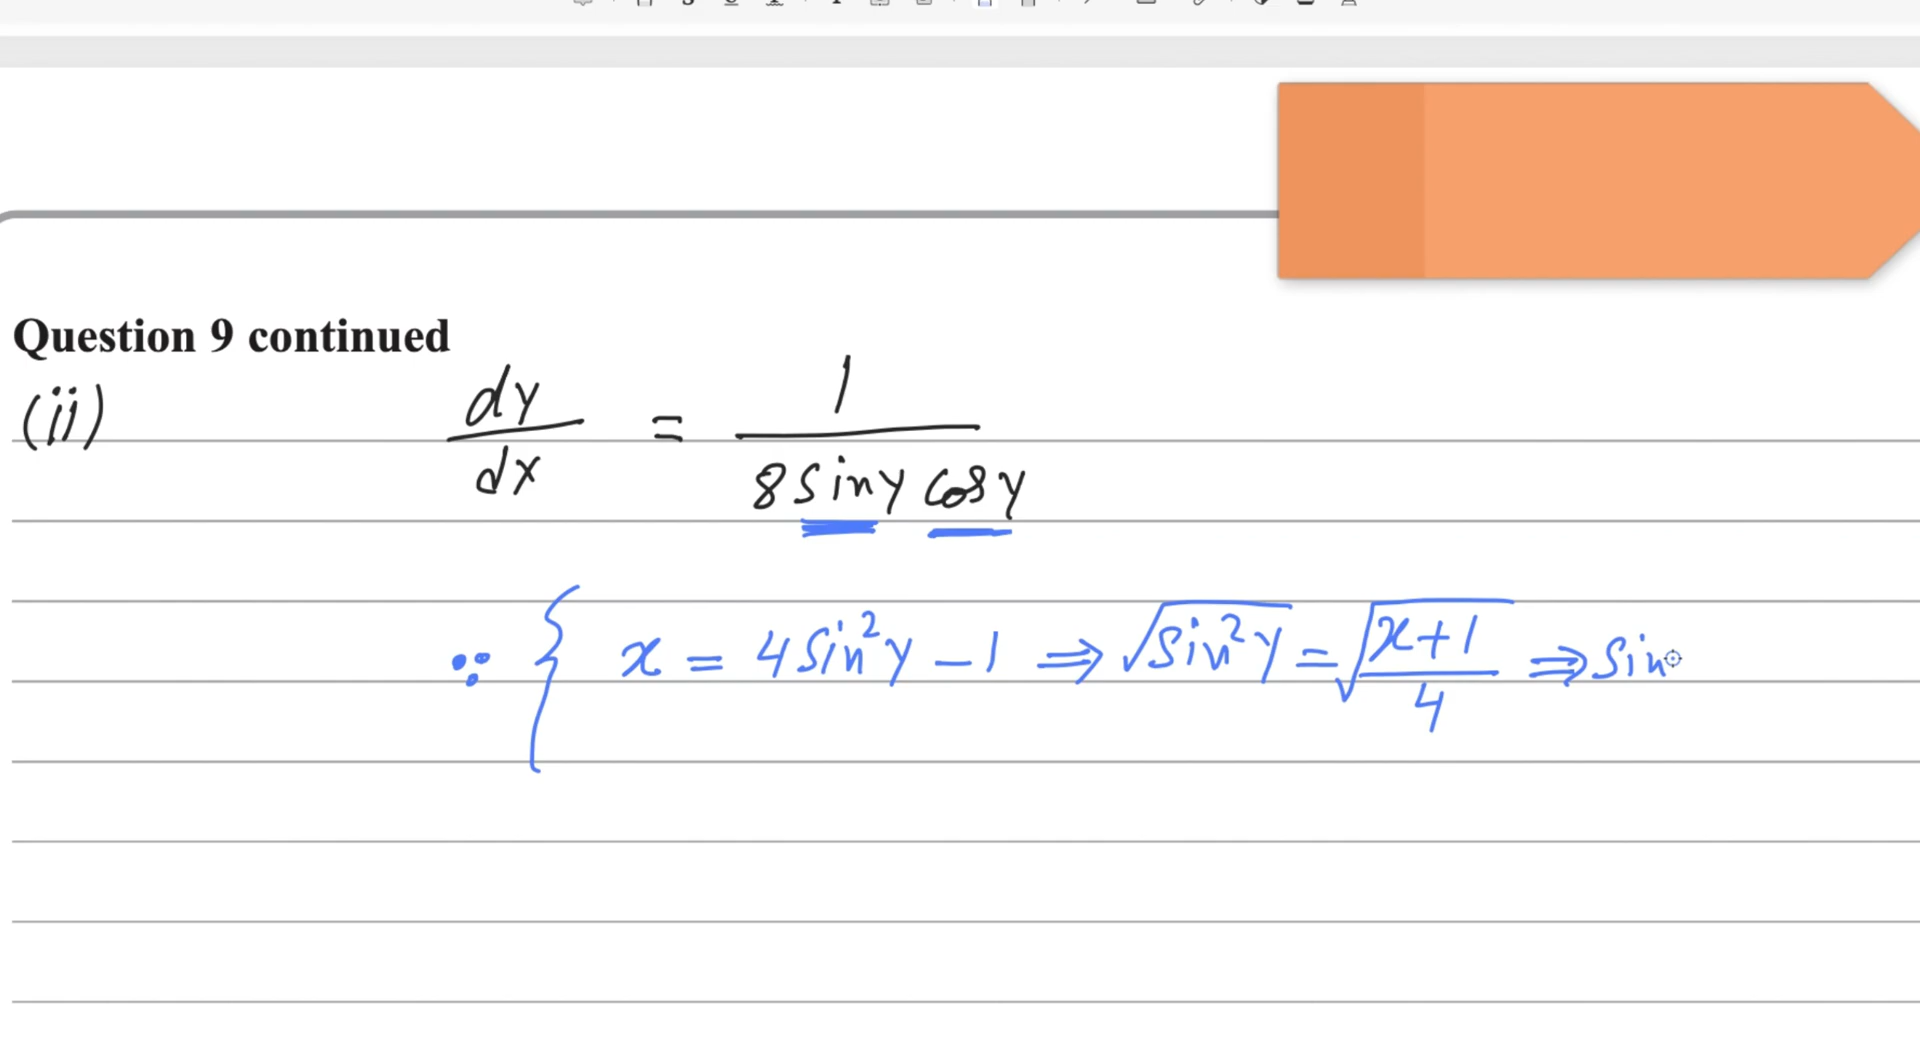 Question 9 continued
(ii) dy/dx = 1/(8 sin y cos y)
∵ { x = 4 sin²y − 1 ⇒ √(sin²y) = √((x+1)/4) ⇒ sin